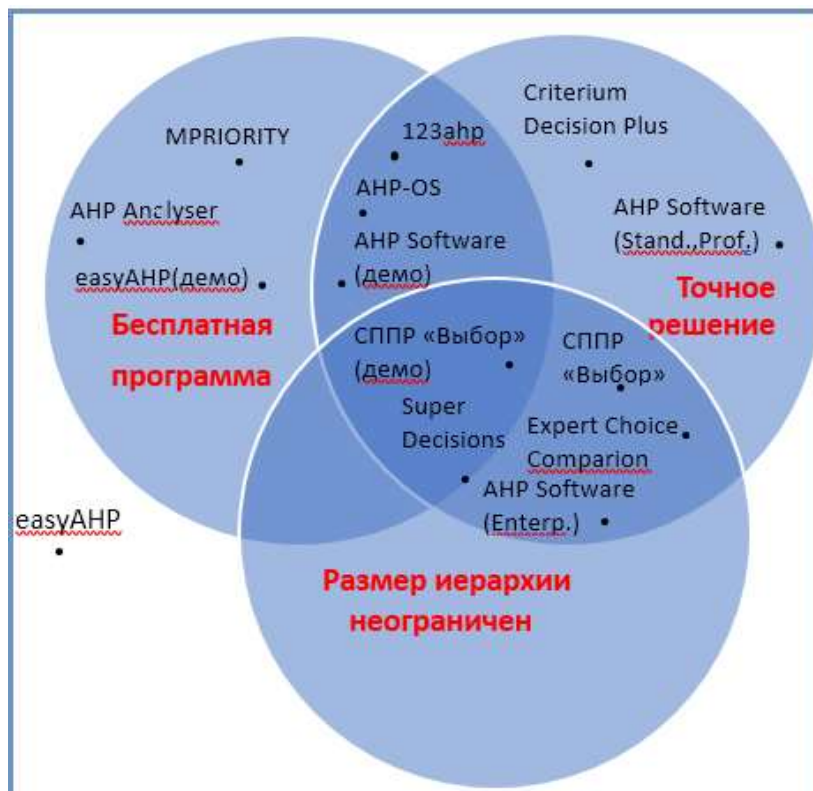 Criterium
Decision Plus
MPRIORITY
123ahp
AHP-OS
AHP Analyser
AHP Software
(Stand.,Prof.)
AHP Software
(демо)
easyAHP(демо)
Бесплатная
программа
Точное
решение
СППР «Выбор»
(демо)
СППР
«Выбор»
Super
Decisions
Expert Choice
Comparion
AHP Software
(Enterp.)
easyAHP
Размер иерархии
неограничен